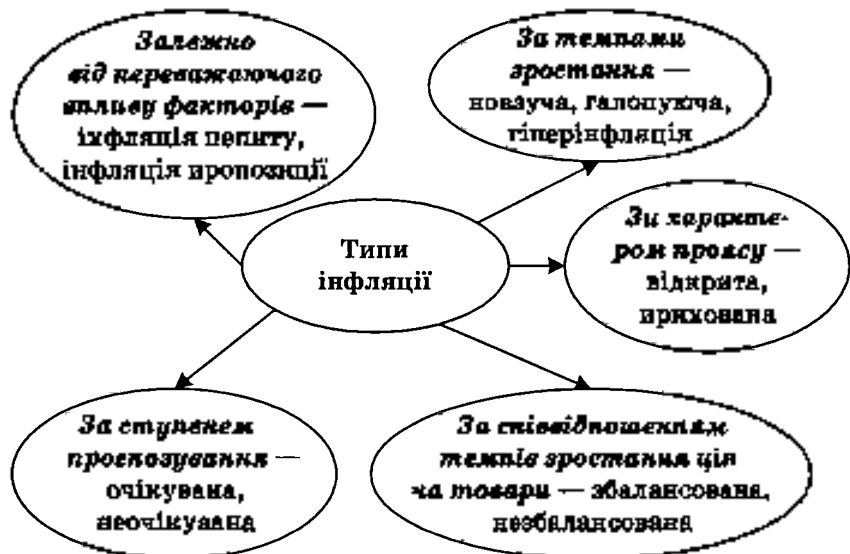 Залежно
від переважаючого
впливу факторів —
інфляція попиту,
інфляція пропозиції
За темпами
зростання —
повзуча, галопуюча,
гіперінфляція
За характе-
ром прояву —
відкрита,
прихована
Типи
інфляції
За ступенем
прогнозування —
очікувана,
неочікувана
За співвідношенням
темпів зростання цін
на товари — збалансована,
незбалансована